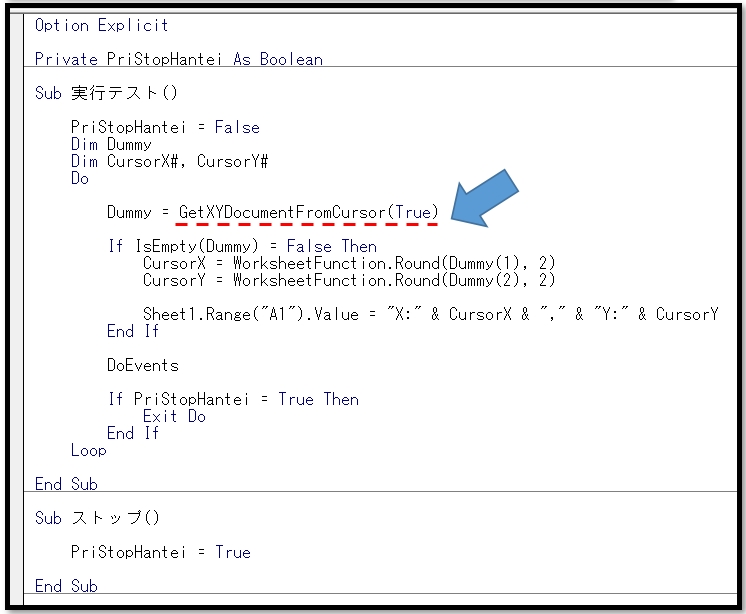 Option Explicit
Private PriStopHantei As Boolean
Sub 実行テスト()
PriStopHantei = False
Dim Dummy
Dim CursorX#, CursorY#
Do
Dummy = GetXYDocumentFromCursor(True)
If IsEmpty(Dummy) = False Then
CursorX = WorksheetFunction.Round(Dummy(1), 2)
CursorY = WorksheetFunction.Round(Dummy(2), 2)
Sheet1.Range("A1").Value = "X:" & CursorX & "," & "Y:" & CursorY
End If
DoEvents
If PriStopHantei = True Then
Exit Do
End If
Loop
End Sub
Sub ストップ()
PriStopHantei = True
End Sub